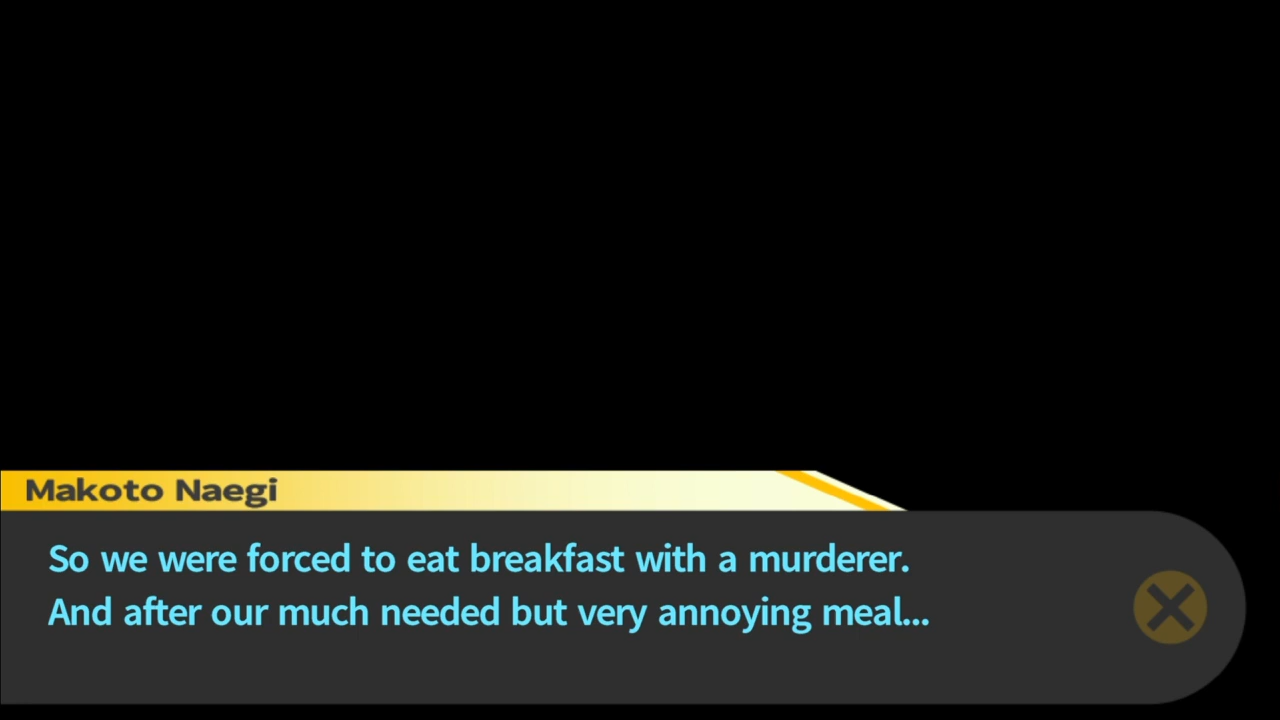 Makoto Naegi
So we were forced to eat breakfast with a murderer.
And after our much needed but very annoying meal...